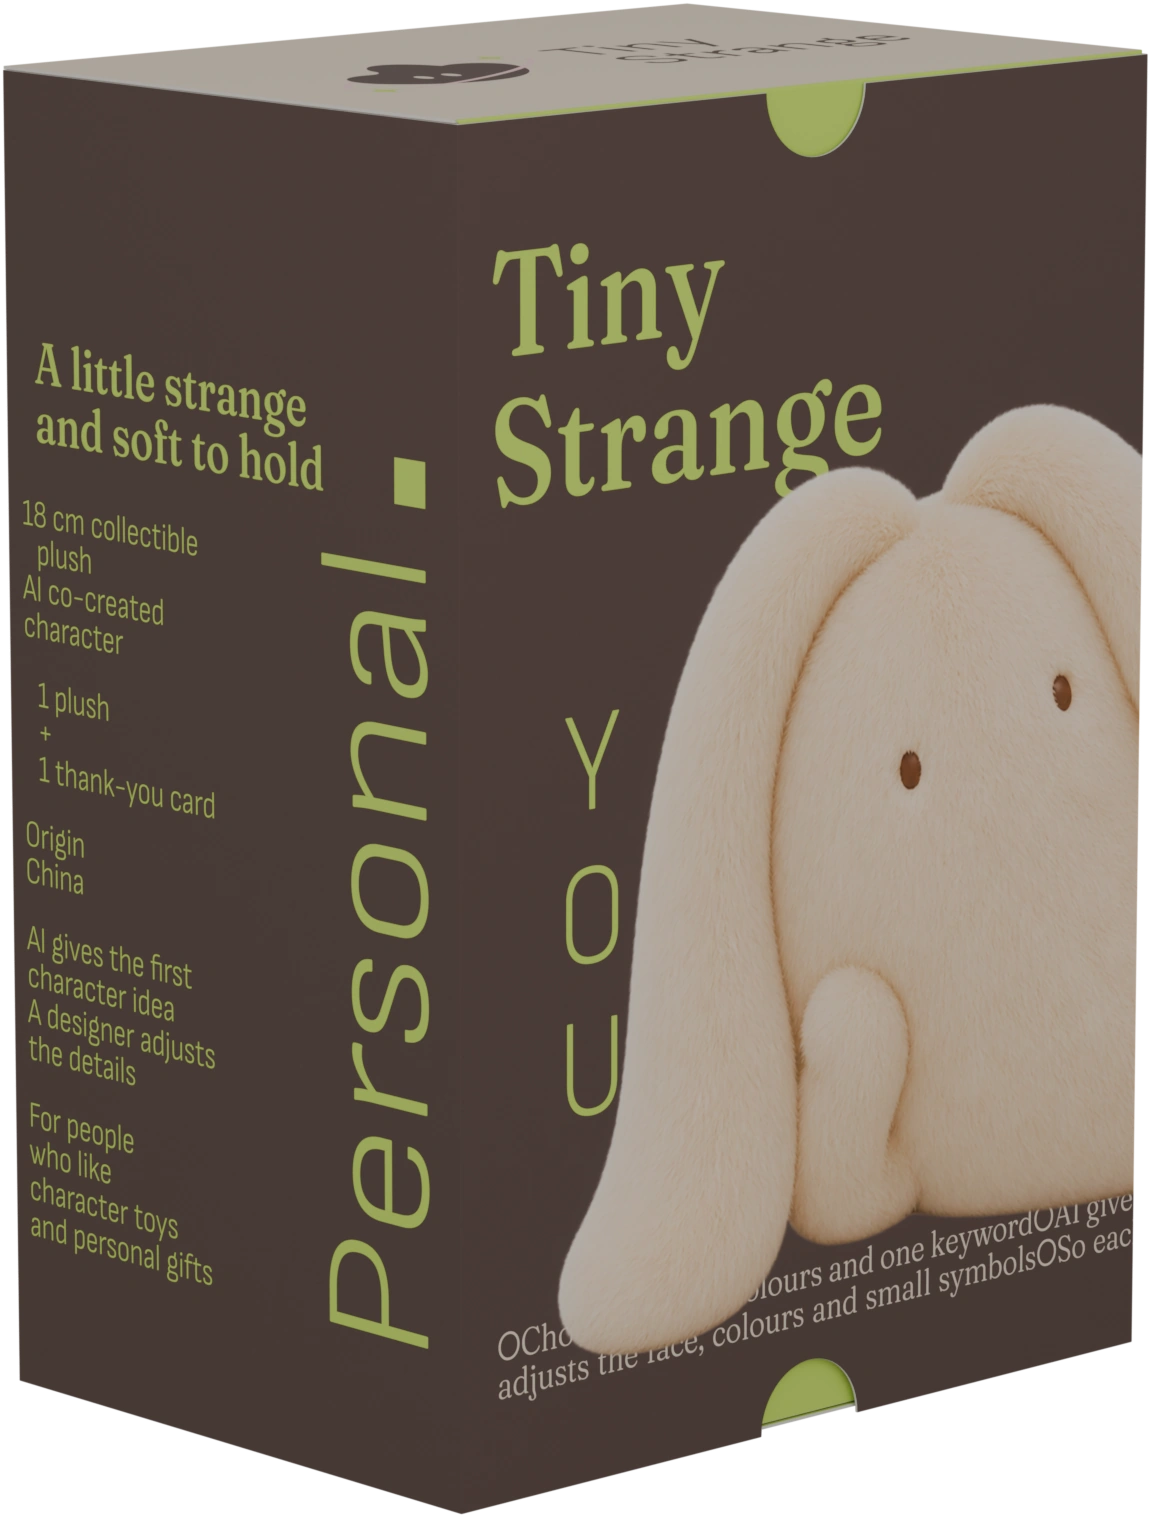 Tiny
Strange
A little strange
and soft to hold
18 cm collectible
plush
AI co-created
character
1 plush
+
1 thank-you card
Origin
China
AI gives the first
character idea
A designer adjusts
the details
For people
who like
character toys
and personal gifts
Personal.
Tiny
Strange
YOU
and one keywordOAI give
adjusts the face, colours and small symbolsOSo